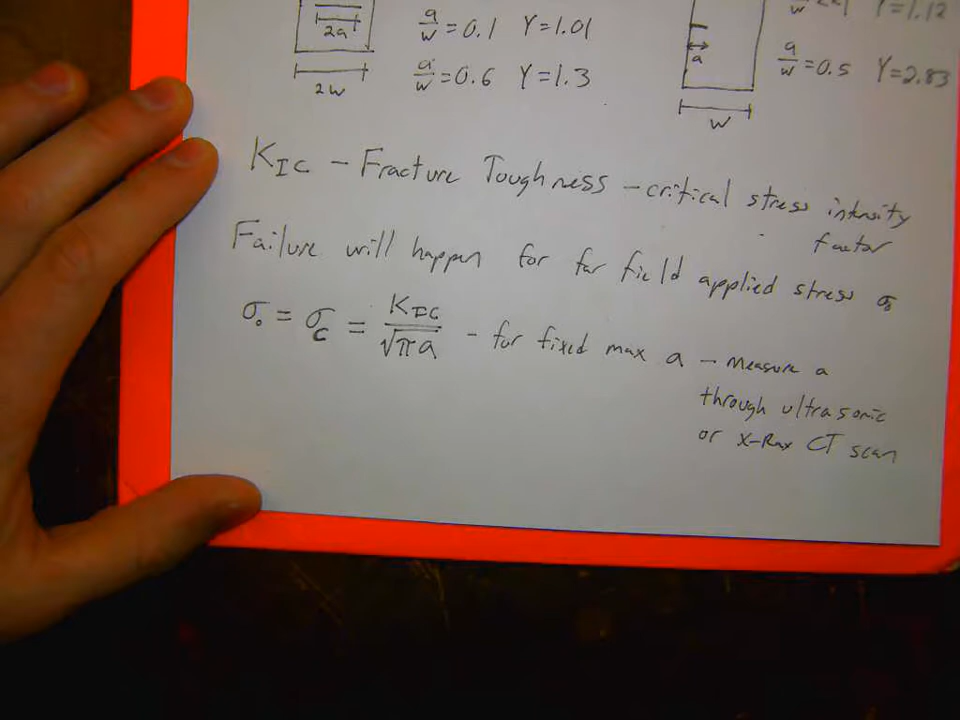 2a
2w
a/w = 0.1 Y = 1.01
a/w = 0.6 Y = 1.3
a
w
Y = 1.12
a/w = 0.5 Y = 2.83
K_IC - Fracture Toughness - critical stress intensity
factor
Failure will happen for far field applied stress σ₀
σ₀ = σ_c = K_IC/√πa - for fixed max a - measure a
through ultrasonic
or X-Rax CT scan